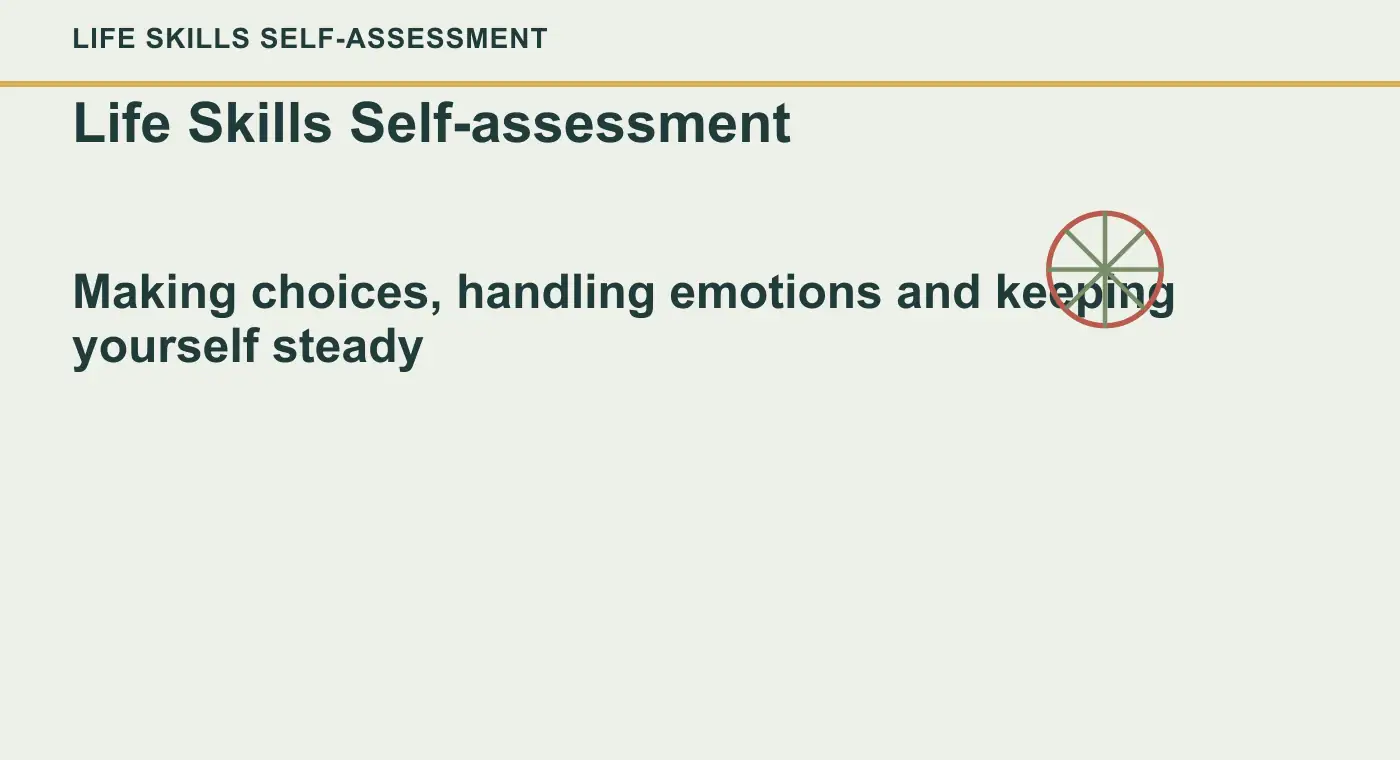 LIFE SKILLS SELF-ASSESSMENT
Life Skills Self-assessment
Making choices, handling emotions and keeping
yourself steady